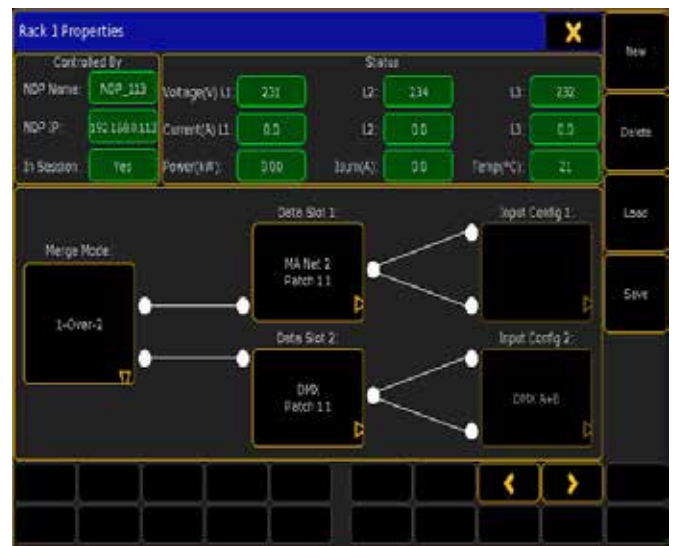 Rack 1 Properties
X
New
Controlled By
Status
NDP Name: NDP_113 Voltage(V) L1: 231 L2: 234 L3: 232
NDP IP: 192.168.0.113 Current(A) L1: 0.0 L2: 0.0 L3: 0.0
Delete
In Session: Yes Power(kW): 0.00 Isum(A): 0.0 Temp(°C): 21
Data Slot 1: Input Config 1:
Load
Merge Mode:
MA Net 2
Patch 1.1
Save
1-Over-2
Data Slot 2: Input Config 2:
DMX
Patch 1.1
DMX A+B